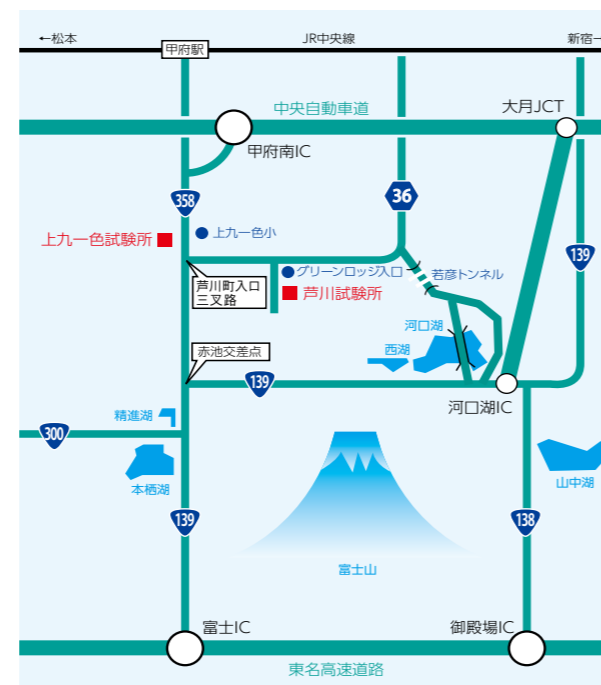 ←松本
JR中央線
新宿→
甲府駅
中央自動車道
大月JCT
甲府南IC
358
36
上九一色試験所
上九一色小
139
グリーンロッジ入口
若彦トンネル
芦川町入口
三叉路
芦川試験所
河口湖
西湖
赤池交差点
139
河口湖IC
精進湖
300
本栖湖
山中湖
139
138
富士山
富士IC
御殿場IC
東名高速道路